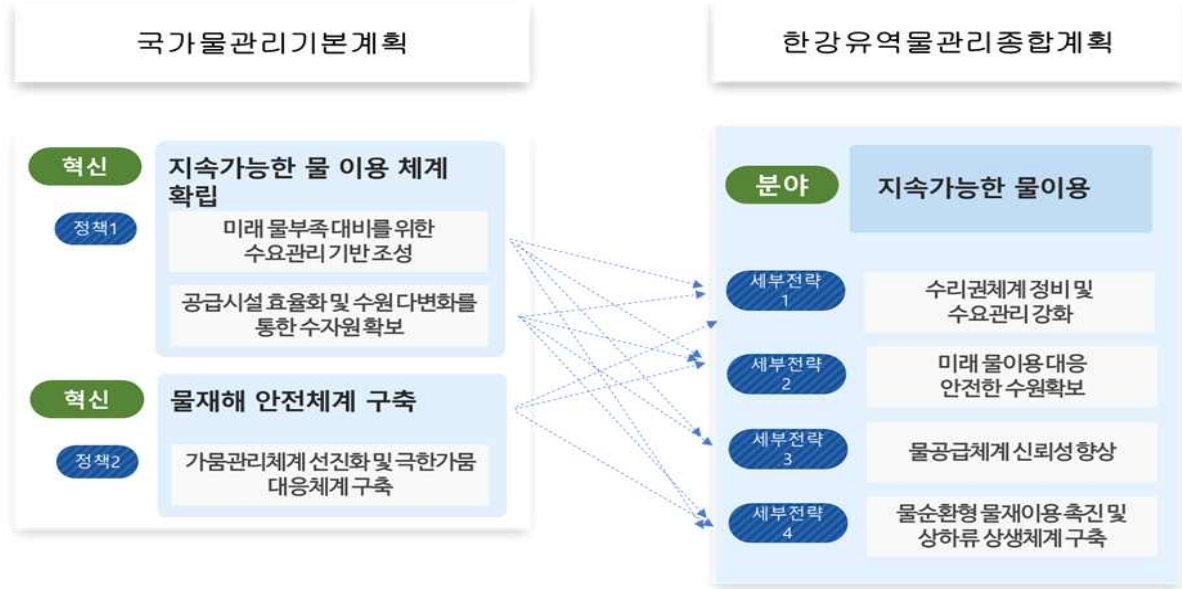 국가물관리기본계획
한강유역물관리종합계획
혁신
지속가능한 물 이용 체계
확립
정책1
미래 물부족 대비를 위한
수요관리 기반 조성
공급시설 효율화 및 수원 다변화를
통한 수자원 확보
혁신
물재해 안전체계 구축
정책2
가뭄관리체계 선진화 및 극한가뭄
대응체계 구축
분야
지속가능한 물이용
세부전략
1
수리권체계 정비 및
수요관리 강화
세부전략
2
미래 물이용 대응
안전한 수원확보
세부전략
3
물공급체계 신뢰성 향상
세부전략
4
물순환형 물재이용 촉진 및
상하류 상생체계 구축